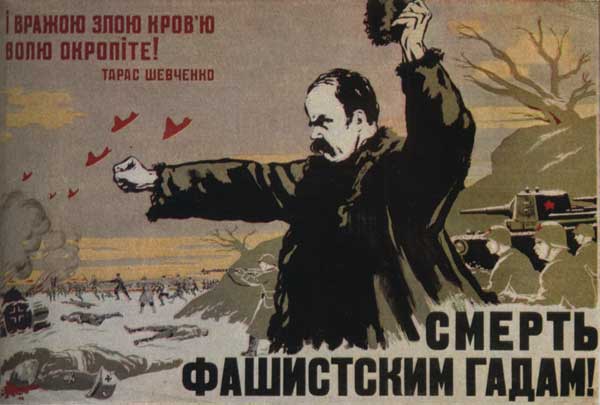 І ВРАЖОЮ ЗЛОЮ КРОВ'Ю
ВОЛЮ ОКРОПІТЕ!
ТАРАС ШЕВЧЕНКО
СМЕРТЬ
ФАШИСТСКИМ ГАДАМ!